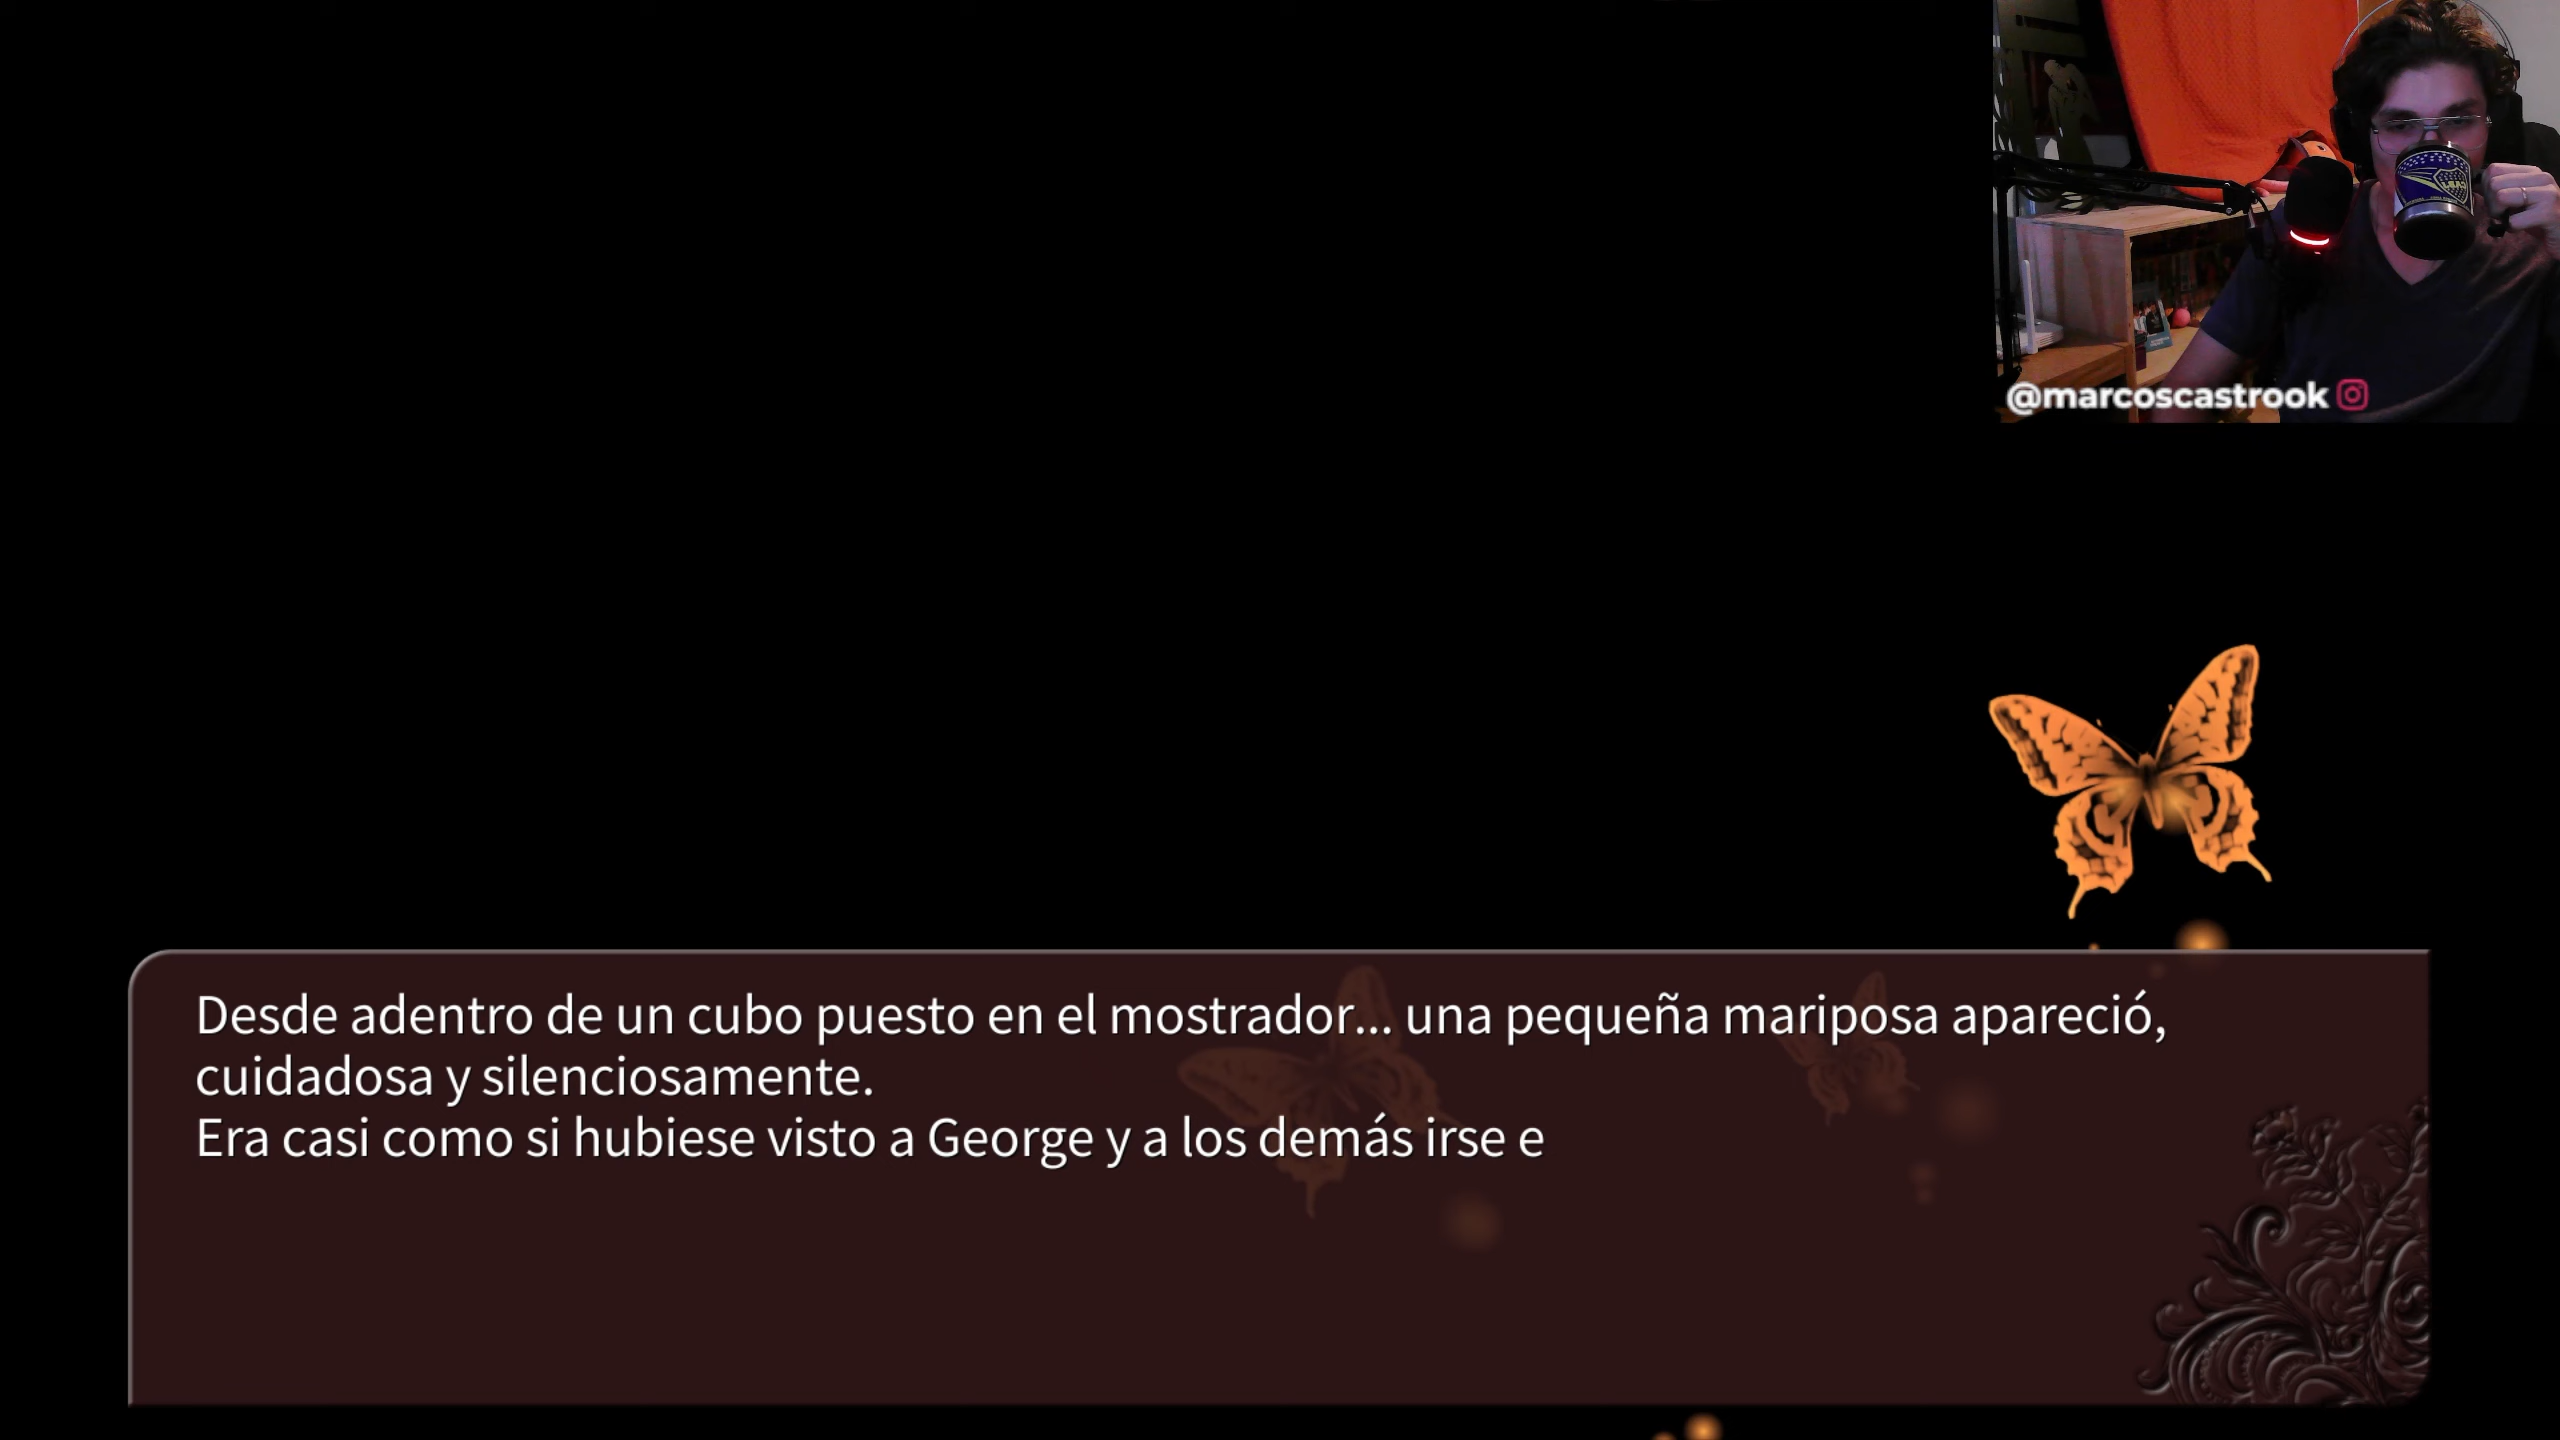 @marcoscastrook
Desde adentro de un cubo puesto en el mostrador... una pequeña mariposa apareció,
cuidadosa y silenciosamente.
Era casi como si hubiese visto a George y a los demás irse e